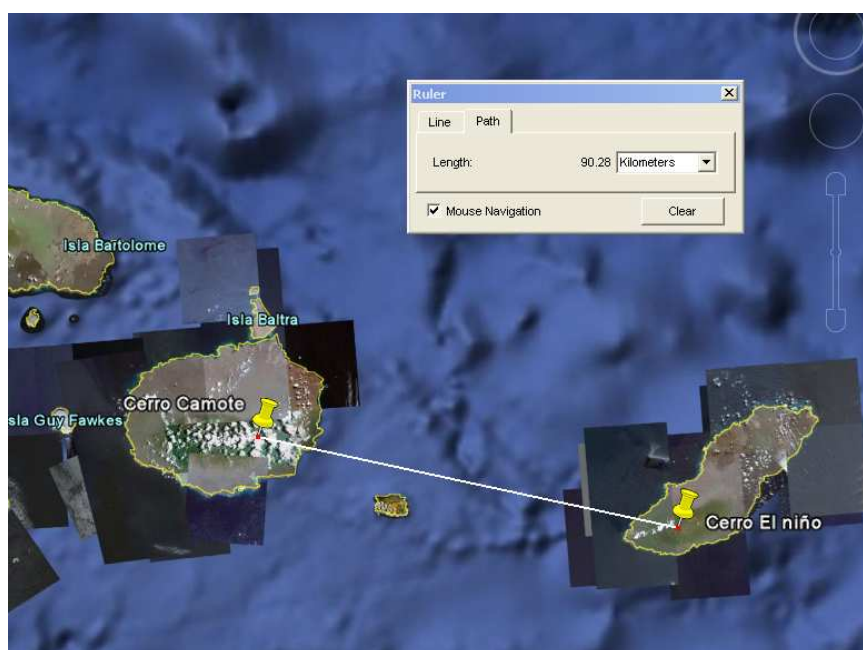 Ruler
Line
Path
Length:
90.28
Kilometers
Mouse Navigation
Clear
Isla Bartolome
Isla Baltra
Cerro Camote
sla Guy Fawkes
Cerro El niño